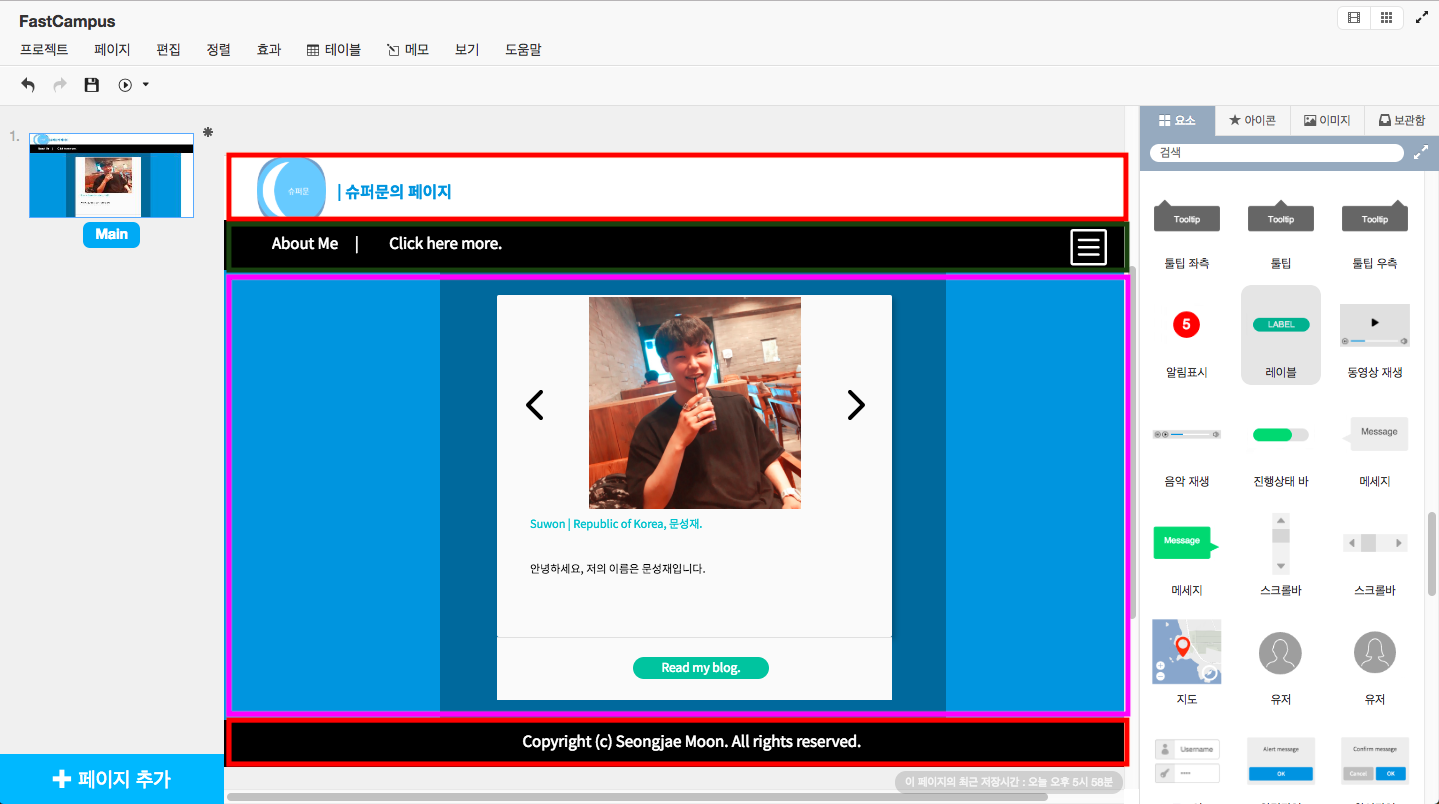 FastCampus
프로젝트 페이지 편집 정렬 효과 테이블 메모 보기 도움말
요소 아이콘 이미지 보관함
검색
1.
Main
페이지 추가
슈퍼문
| 슈퍼문의 페이지
About Me | Click here more.
Suwon | Republic of Korea, 문성재.
안녕하세요, 저의 이름은 문성재입니다.
Read my blog.
Copyright (c) Seongjae Moon. All rights reserved.
이 페이지의 최근 저장시간 : 오늘 오후 5시 58분
Tooltip Tooltip Tooltip
툴팁 좌측 툴팁 툴팁 우측
5 LABEL
알림표시 레이블 동영상 재생
Message
음악 재생 진행상태 바 메세지
Message
메세지 스크롤바 스크롤바
지도 유저 유저
Username Alert message Confirm message
OK Cancel OK